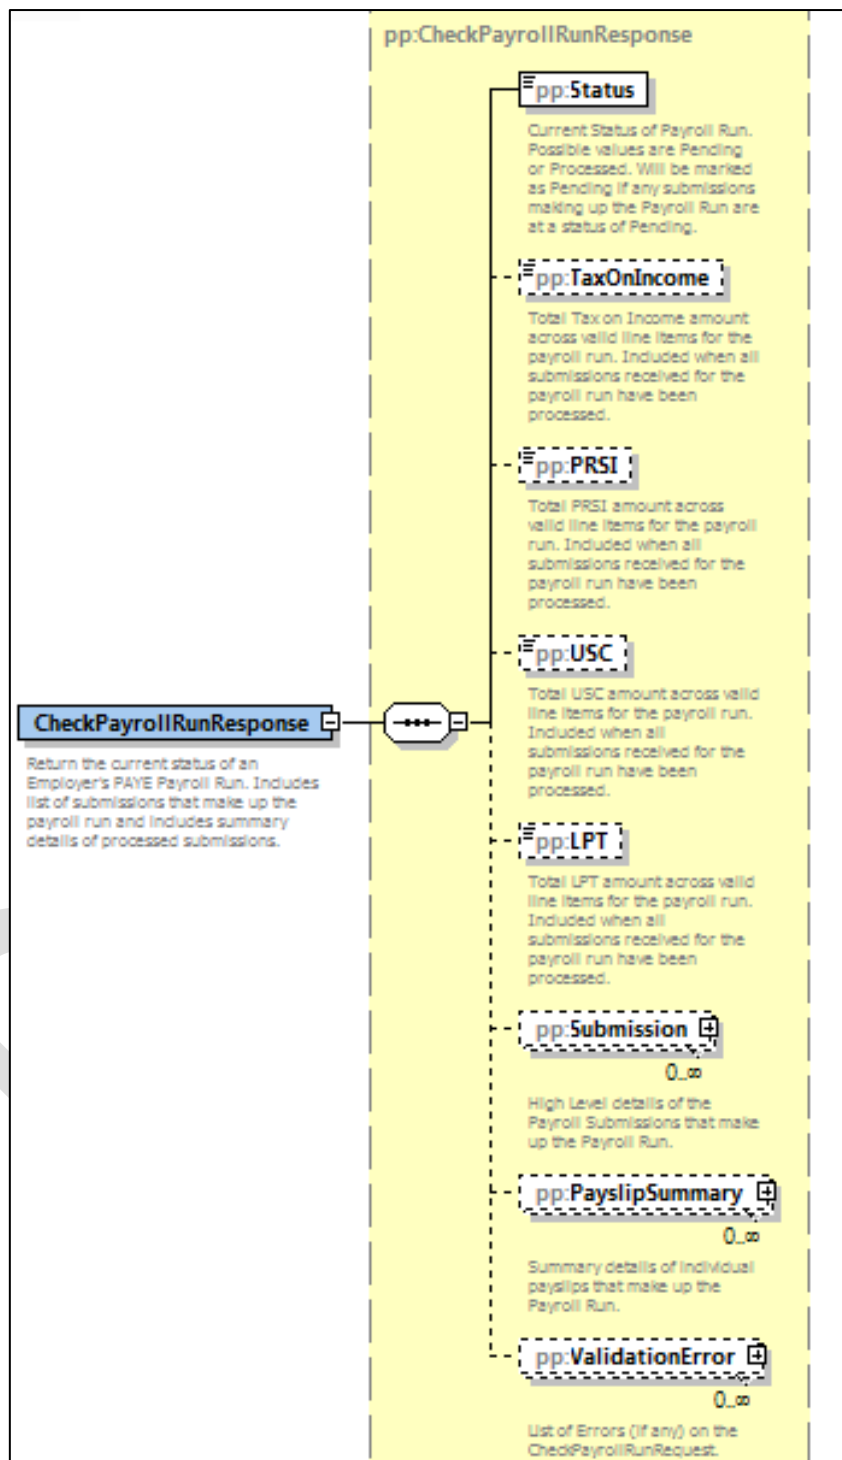 pp:CheckPayrollRunResponse
pp:Status
Current Status of Payroll Run.
Possible values are Pending
or Processed. Will be marked
as Pending if any submissions
making up the Payroll Run are
at a status of Pending.
pp:TaxOnIncome
Total Tax on Income amount
across valid line items for the
payroll run. Included when all
submissions received for the
payroll run have been
processed.
pp:PRSI
Total PRSI amount across
valid line items for the payroll
run. Included when all
submissions received for the
payroll run have been
processed.
pp:USC
Total USC amount across valid
line items for the payroll run.
Included when all
submissions received for the
payroll run have been
processed.
CheckPayrollRunResponse
Return the current status of an
Employer's PAYE Payroll Run. Includes
list of submissions that make up the
payroll run and includes summary
details of processed submissions.
pp:LPT
Total LPT amount across valid
line items for the payroll run.
Included when all
submissions received for the
payroll run have been
processed.
pp:Submission
0..∞
High Level details of the
Payroll Submissions that make
up the Payroll Run.
pp:PayslipSummary
0..∞
Summary details of individual
payslips that make up the
Payroll Run.
pp:ValidationError
0..∞
List of Errors (if any) on the
CheckPayrollRunRequest.